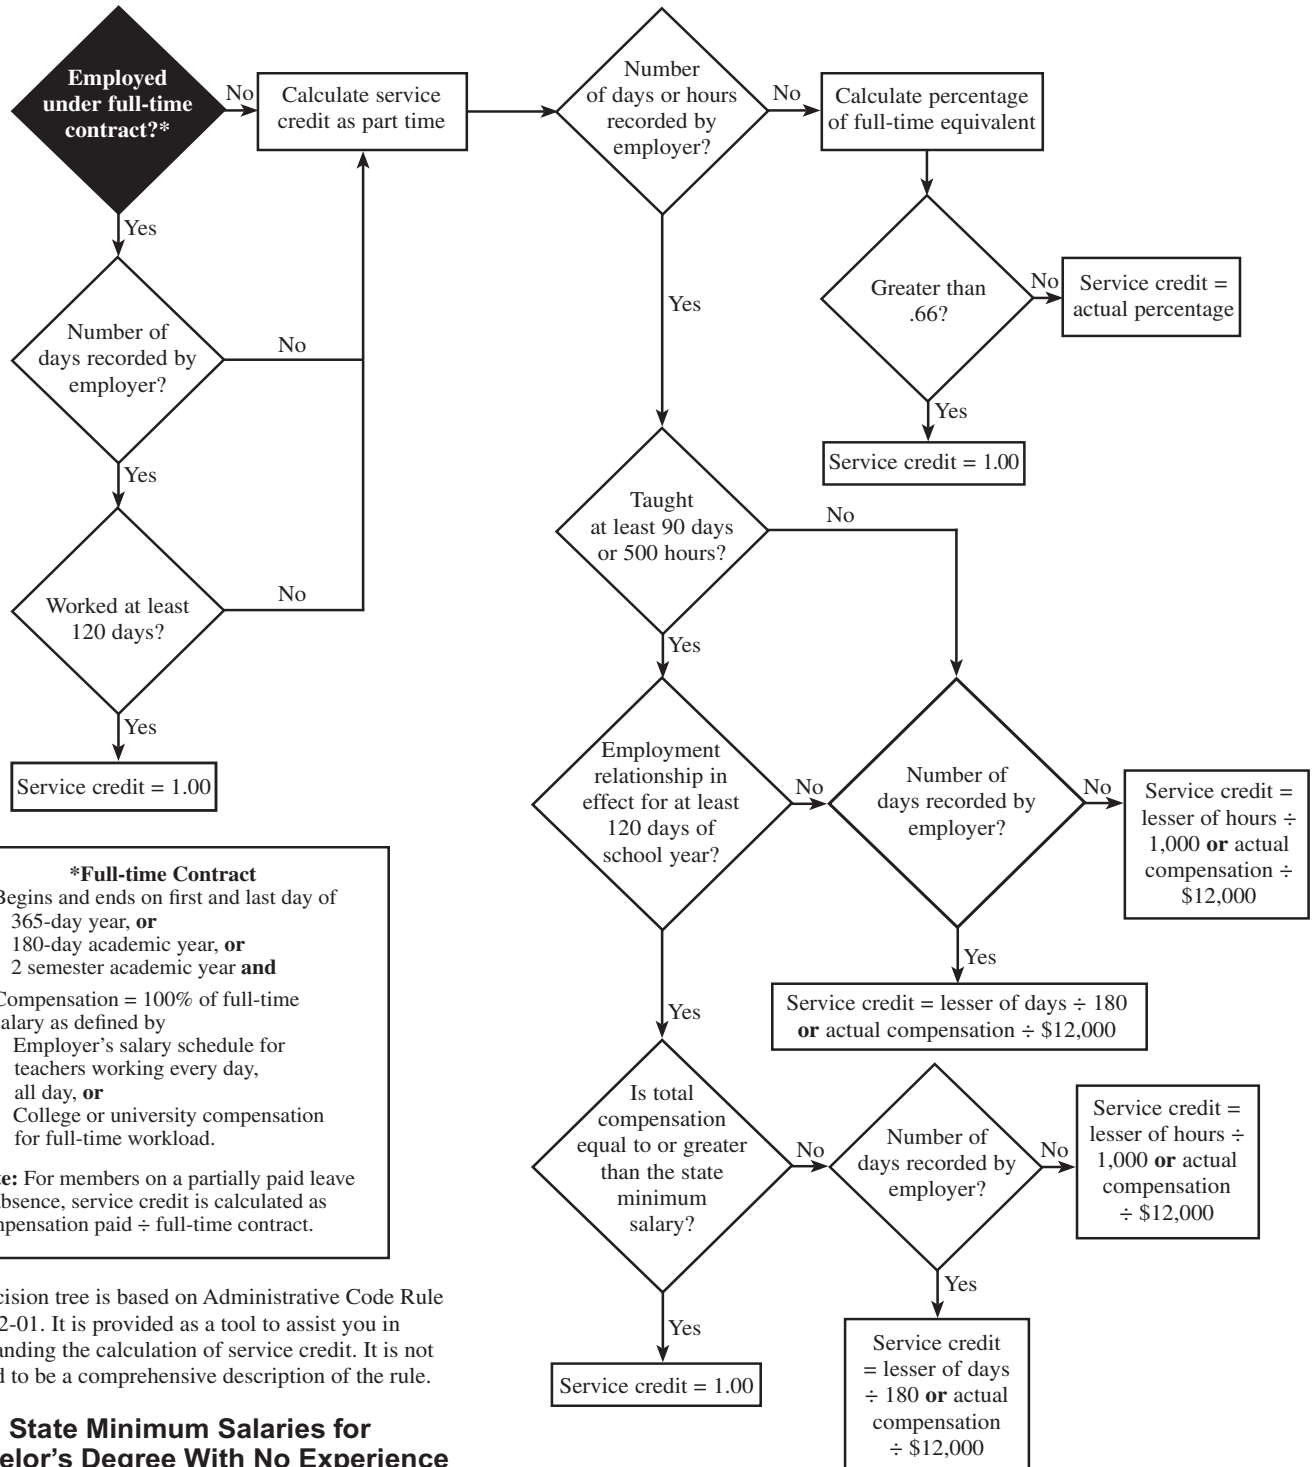 Employed
under full-time
contract?*
No
Calculate service
credit as part time
Number
of days or hours
recorded by
employer?
No
Calculate percentage
of full-time equivalent
Yes
Greater than
.66?
No
Service credit =
actual percentage
Yes
Service credit = 1.00
Number of
days recorded by
employer?
No
Yes
Yes
Taught
at least 90 days
or 500 hours?
No
Worked at least
120 days?
No
Yes
Service credit = 1.00
Yes
Employment
relationship in
effect for at least
120 days of
school year?
No
Number of
days recorded by
employer?
No
Service credit =
lesser of hours ÷
1,000 or actual
compensation ÷
$12,000
Yes
Service credit = lesser of days ÷ 180
or actual compensation ÷ $12,000
Yes
Is total
compensation
equal to or greater
than the state
minimum
salary?
No
Number of
days recorded by
employer?
No
Service credit =
lesser of hours ÷
1,000 or actual
compensation
÷ $12,000
Yes
Service credit
= lesser of days
÷ 180 or actual
compensation
÷ $12,000
Yes
Service credit = 1.00
*Full-time Contract
Begins and ends on first and last day of
365-day year, or
180-day academic year, or
2 semester academic year and
Compensation = 100% of full-time
as defined by
Employer’s salary schedule for
teachers working every day,
all day, or
College or university compensation
for full-time workload.
For members on a partially paid leave
service credit is calculated as
paid ÷ full-time contract.
tree is based on Administrative Code Rule
It is provided as a tool to assist you in
the calculation of service credit. It is not
to be a comprehensive description of the rule.
State Minimum Salaries for
Degree With No Experience